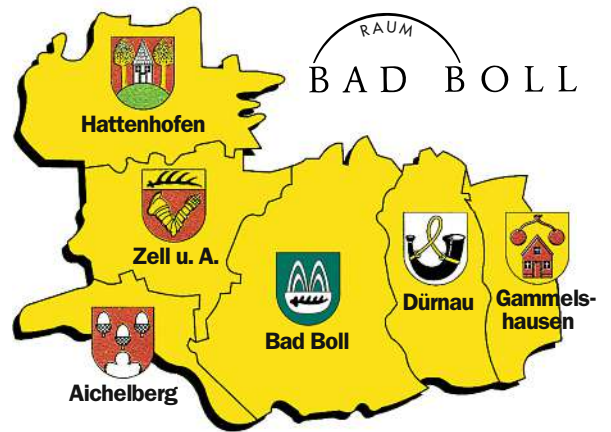 RAUM
BAD BOLL
Hattenhofen
Zell u. A.
Bad Boll
Dürnau
Gammels-
hausen
Aichelberg